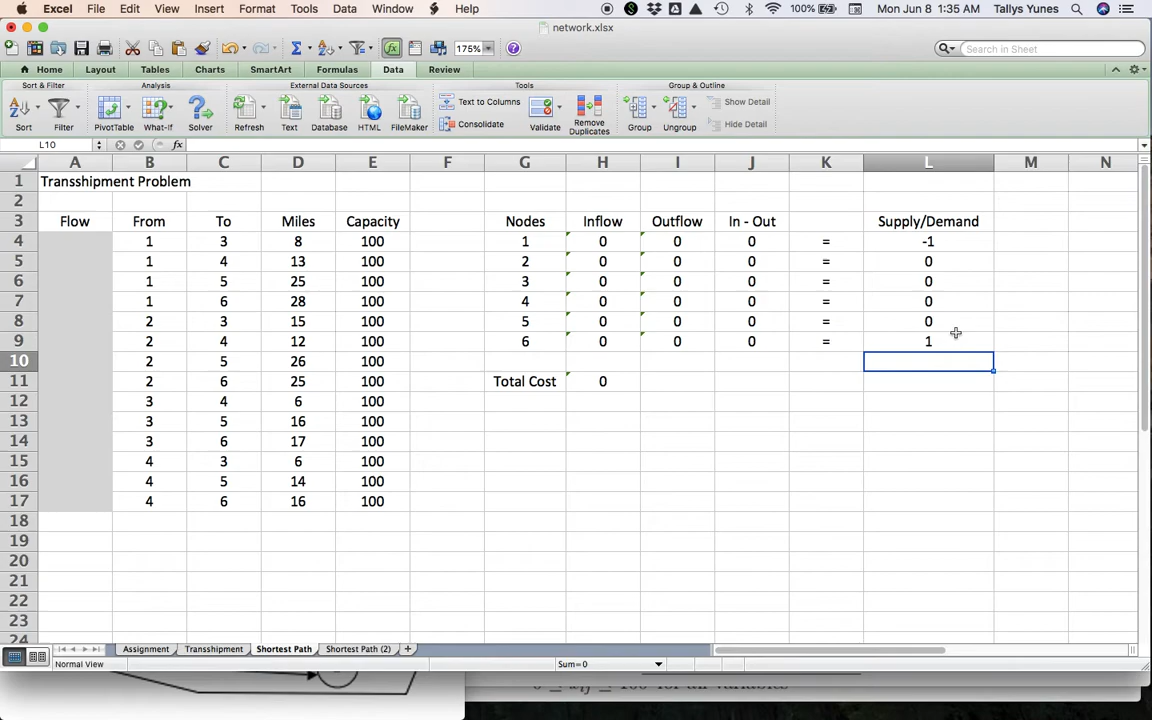 Excel File Edit View Insert Format Tools Data Window Help 100% Mon Jun 8 1:35 AM Tallys Yunes
network.xlsx
175% Search in Sheet
Home Layout Tables Charts SmartArt Formulas Data Review
Sort & Filter Analysis External Data Sources Tools Group & Outline
Text to Columns Show Detail
Consolidate Hide Detail
Sort Filter PivotTable What-If Solver Refresh Text Database HTML FileMaker Validate Remove Duplicates Group Ungroup
L10 fx
A B C D E F G H I J K L M N
1 Transshipment Problem
2
3 Flow From To Miles Capacity Nodes Inflow Outflow In - Out Supply/Demand
4 1 3 8 100 1 0 0 0 = -1
5 1 4 13 100 2 0 0 0 = 0
6 1 5 25 100 3 0 0 0 = 0
7 1 6 28 100 4 0 0 0 = 0
8 2 3 15 100 5 0 0 0 = 0
9 2 4 12 100 6 0 0 0 = 1
10 2 5 26 100
11 2 6 25 100 Total Cost 0
12 3 4 6 100
13 3 5 16 100
14 3 6 17 100
15 4 3 6 100
16 4 5 14 100
17 4 6 16 100
18
19
20
21
22
23
24
Assignment Transshipment Shortest Path Shortest Path (2) +
Normal View Sum=0